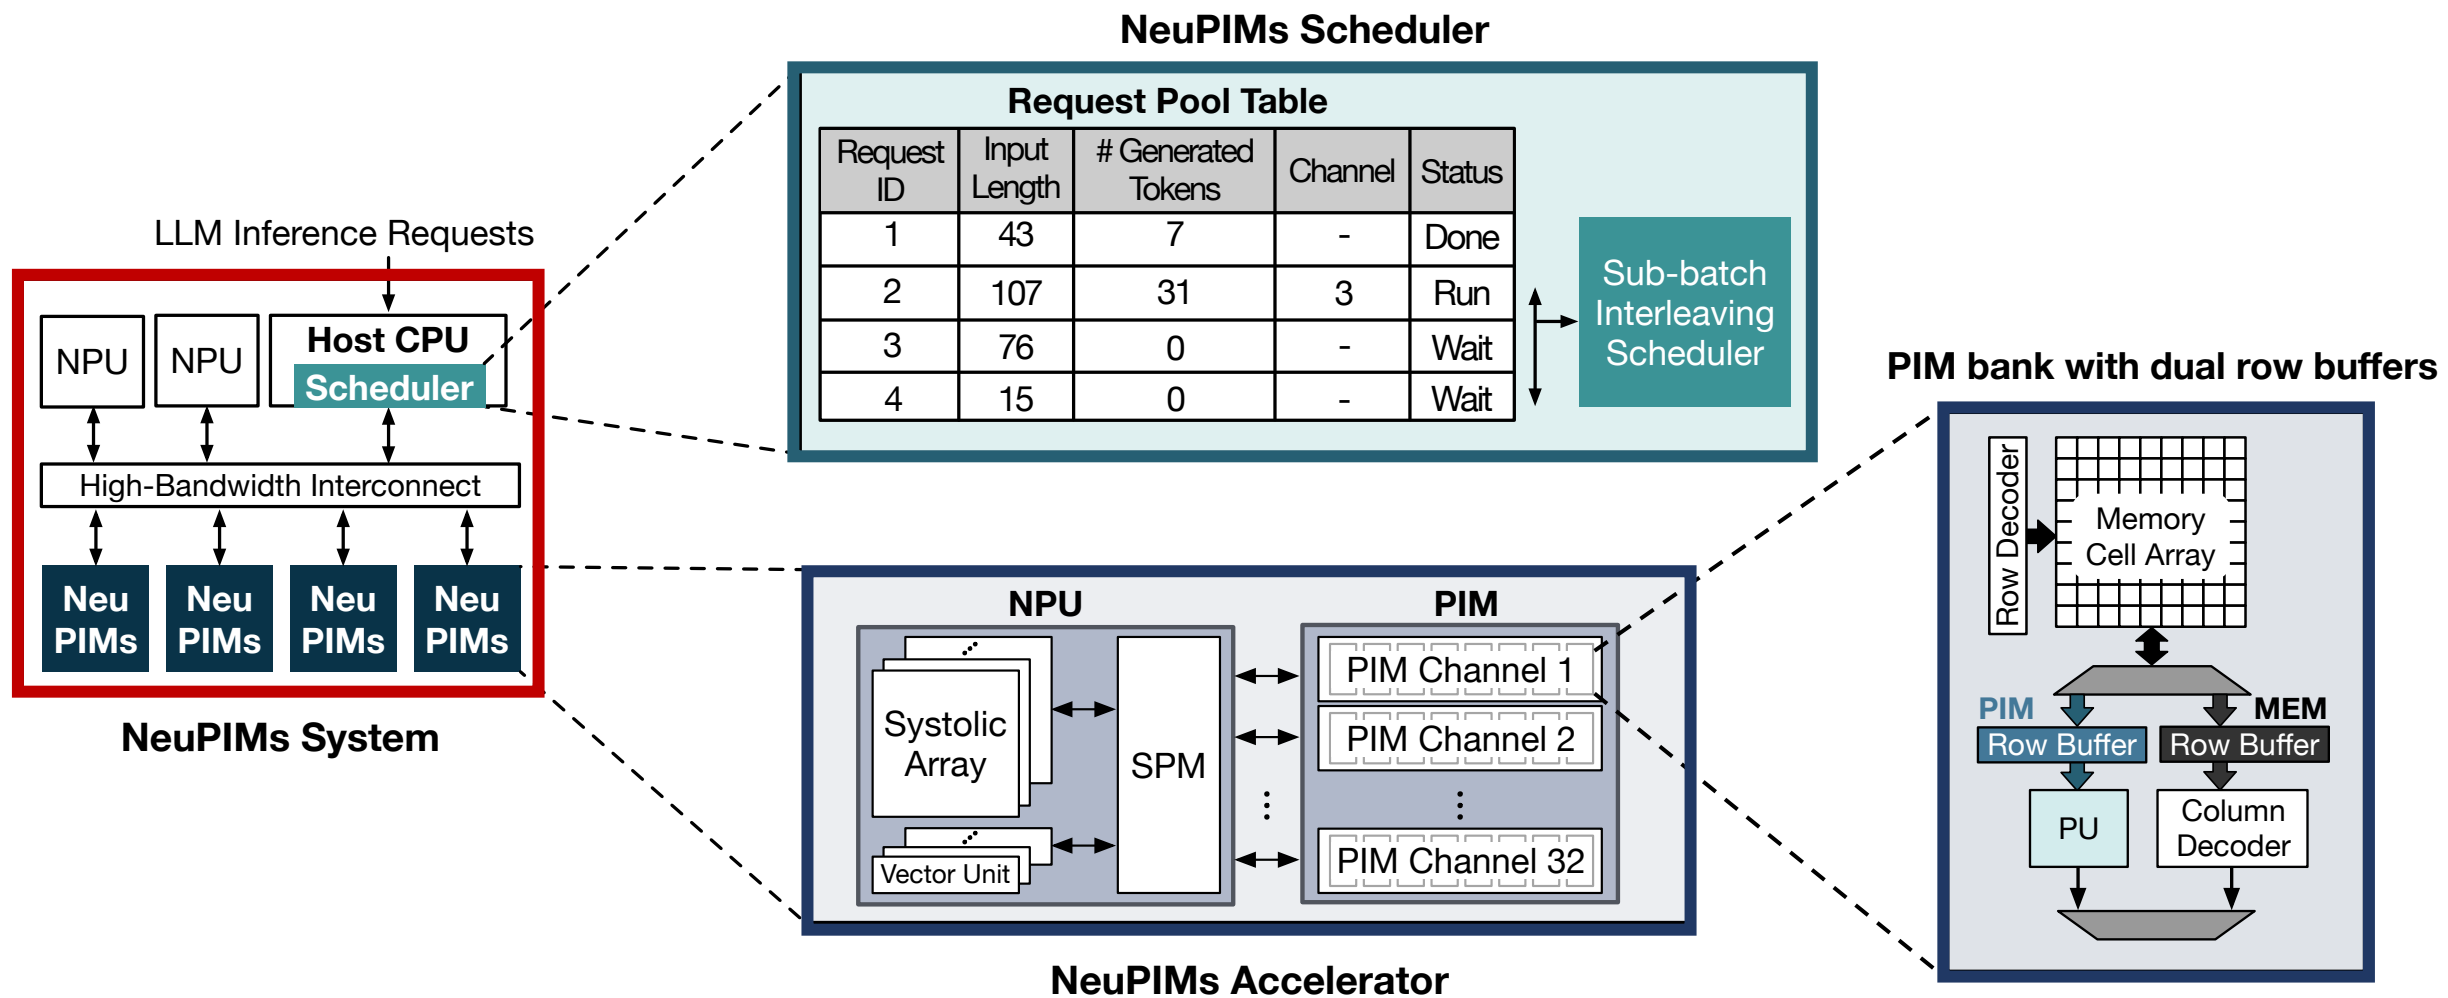 NeuPIMs Scheduler
Request Pool Table
Request ID
Input Length
# Generated Tokens
Channel
Status
1 43 7 - Done
2 107 31 3 Run
3 76 0 - Wait
4 15 0 - Wait
Sub-batch
Interleaving
Scheduler
LLM Inference Requests
NPU
NPU
Host CPU
Scheduler
High-Bandwidth Interconnect
Neu
PIMs
Neu
PIMs
Neu
PIMs
Neu
PIMs
NeuPIMs System
NPU
Systolic
Array
Vector Unit
SPM
PIM
PIM Channel 1
PIM Channel 2
PIM Channel 32
NeuPIMs Accelerator
PIM bank with dual row buffers
Row Decoder
Memory
Cell Array
PIM
Row Buffer
MEM
Row Buffer
PU
Column
Decoder